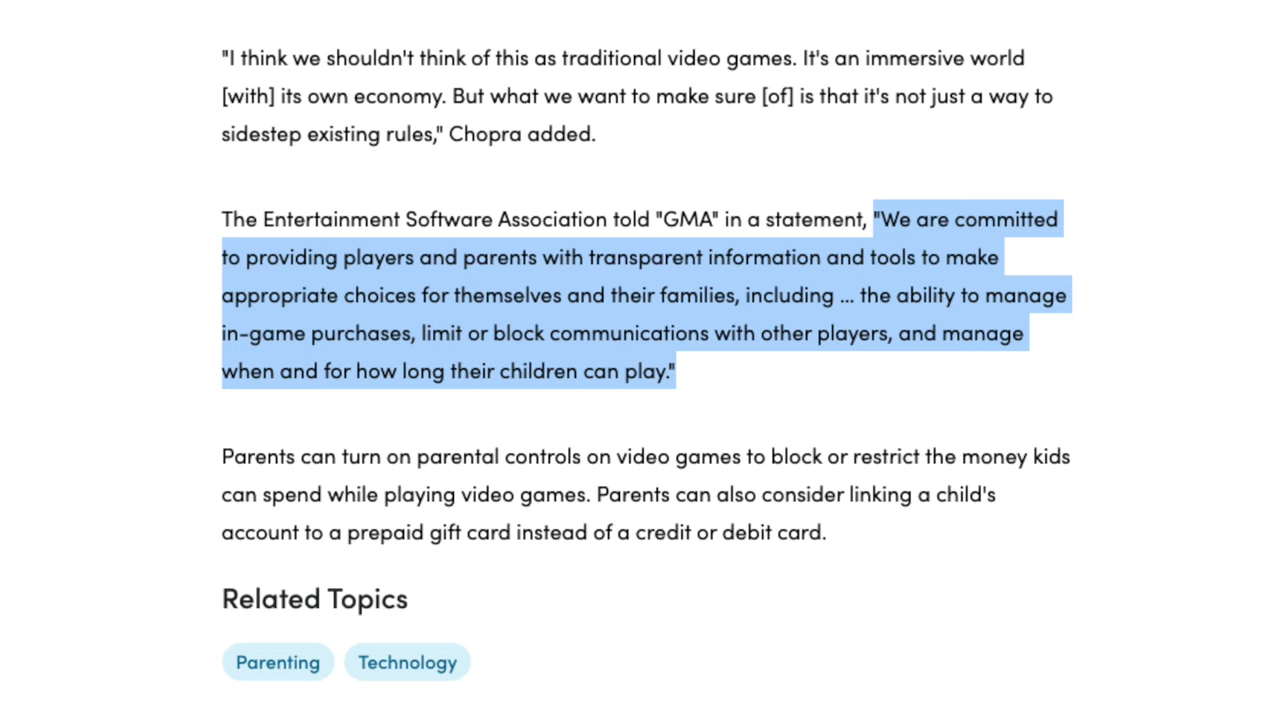 "I think we shouldn't think of this as traditional video games. It's an immersive world
[with] its own economy. But what we want to make sure [of] is that it's not just a way to
sidestep existing rules," Chopra added.
The Entertainment Software Association told "GMA" in a statement, "We are committed
to providing players and parents with transparent information and tools to make
appropriate choices for themselves and their families, including ... the ability to manage
in-game purchases, limit or block communications with other players, and manage
when and for how long their children can play."
Parents can turn on parental controls on video games to block or restrict the money kids
can spend while playing video games. Parents can also consider linking a child's
account to a prepaid gift card instead of a credit or debit card.
Related Topics
Parenting Technology